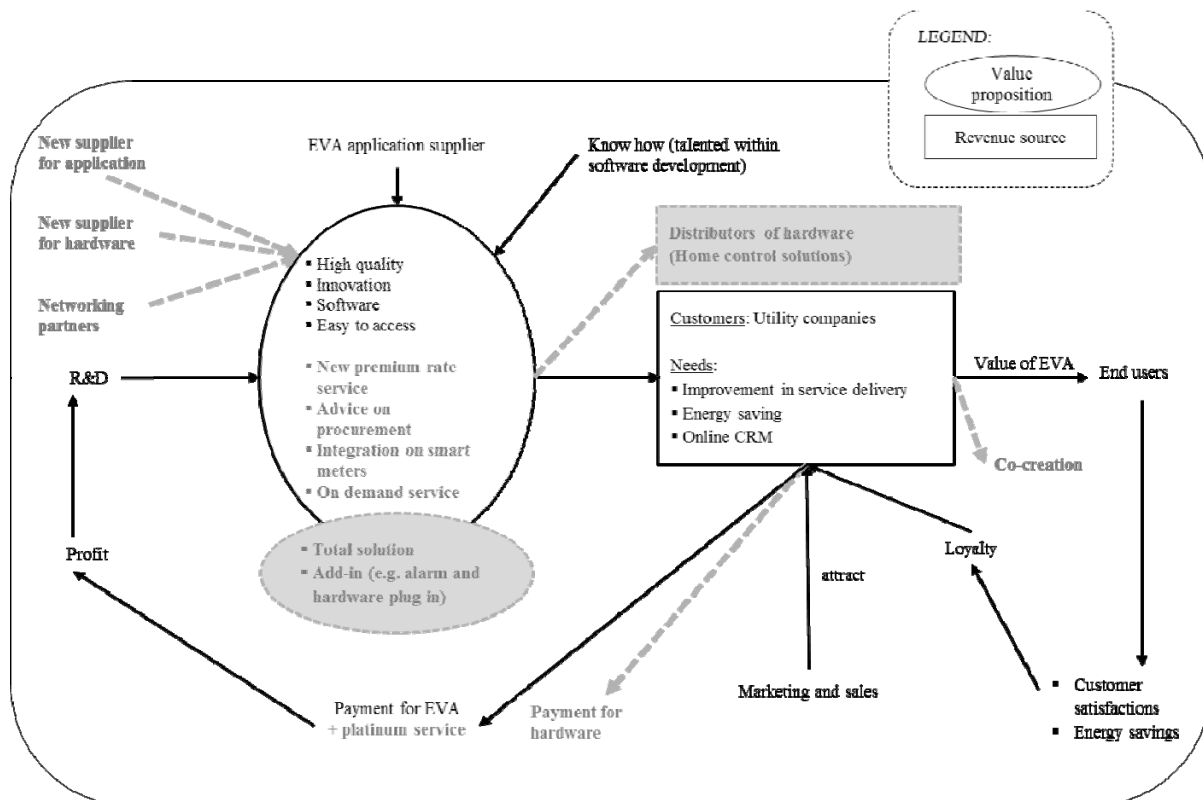 LEGEND:
Value
proposition
Revenue source
New supplier
for application
EVA application supplier
Know how (talented within
software development)
New supplier
for hardware
Networking
partners
▪ High quality
▪ Innovation
▪ Software
▪ Easy to access
▪ New premium rate
service
▪ Advice on
procurement
▪ Integration on smart
meters
▪ On demand service
▪ Total solution
▪ Add-in (e.g. alarm and
hardware plug in)
Distributors of hardware
(Home control solutions)
Customers: Utility companies
Needs:
▪ Improvement in service delivery
▪ Energy saving
▪ Online CRM
R&D
Value of EVA
End users
Co-creation
Profit
Loyalty
attract
Payment for EVA
+ platinum service
Payment for
hardware
Marketing and sales
▪ Customer
satisfactions
▪ Energy savings